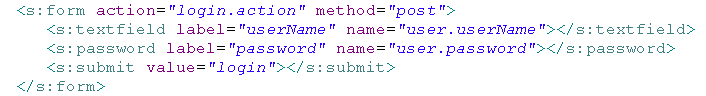 <s:form action="login.action" method="post">
<s:textfield label="userName" name="user.userName"></s:textfield>
<s:password label="password" name="user.password"></s:password>
<s:submit value="login"></s:submit>
</s:form>